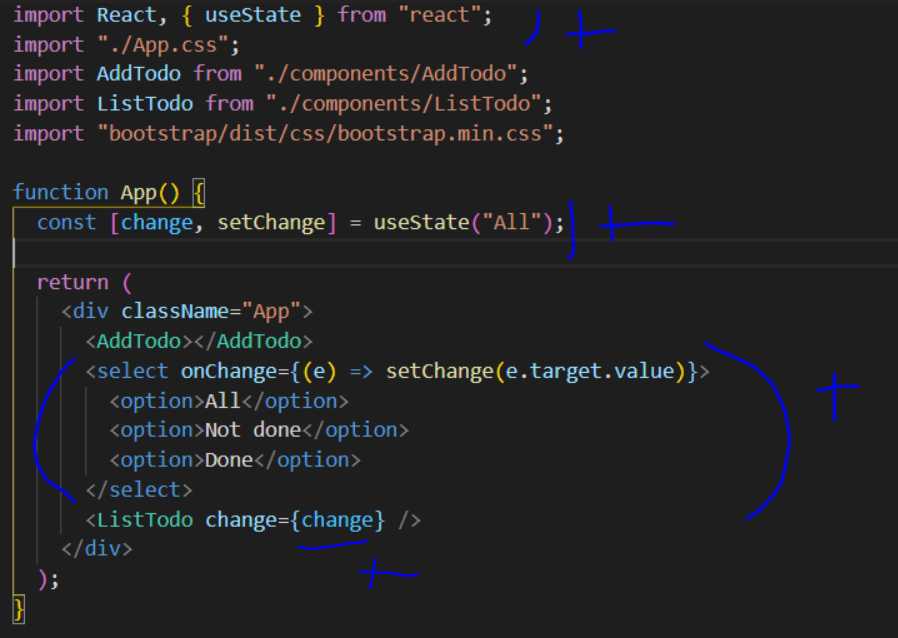 import React, { useState } from "react";
import "./App.css";
import AddTodo from "./components/AddTodo";
import ListTodo from "./components/ListTodo";
import "bootstrap/dist/css/bootstrap.min.css";
function App() {
const [change, setChange] = useState("All");
return (
<div className="App">
<AddTodo></AddTodo>
<select onChange={(e) => setChange(e.target.value)}>
<option>All</option>
<option>Not done</option>
<option>Done</option>
</select>
<ListTodo change={change} />
</div>
);
}